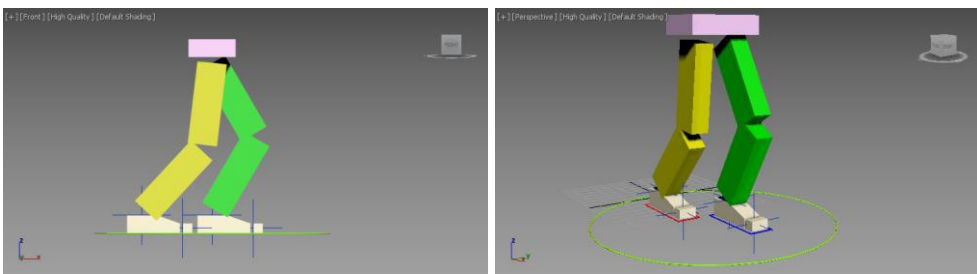 [+] [Front] [High Quality] [Default Shading]
[+] [Perspective] [High Quality] [Default Shading]
z
x
z